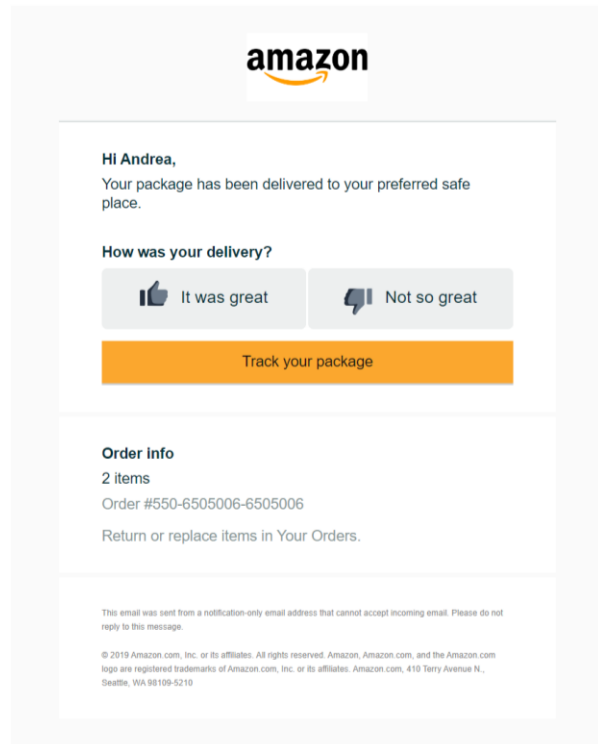 amazon
Hi Andrea,
Your package has been delivered to your preferred safe
place.
How was your delivery?
It was great
Not so great
Track your package
Order info
2 items
Order #550-6505006-6505006
Return or replace items in Your Orders.
This email was sent from a notification-only email address that cannot accept incoming email. Please do not
reply to this message.
© 2019 Amazon.com, Inc. or its affiliates. All rights reserved. Amazon, Amazon.com, and the Amazon.com
logo are registered trademarks of Amazon.com, Inc. or its affiliates. Amazon.com, 410 Terry Avenue N.,
Seattle, WA 98109-5210